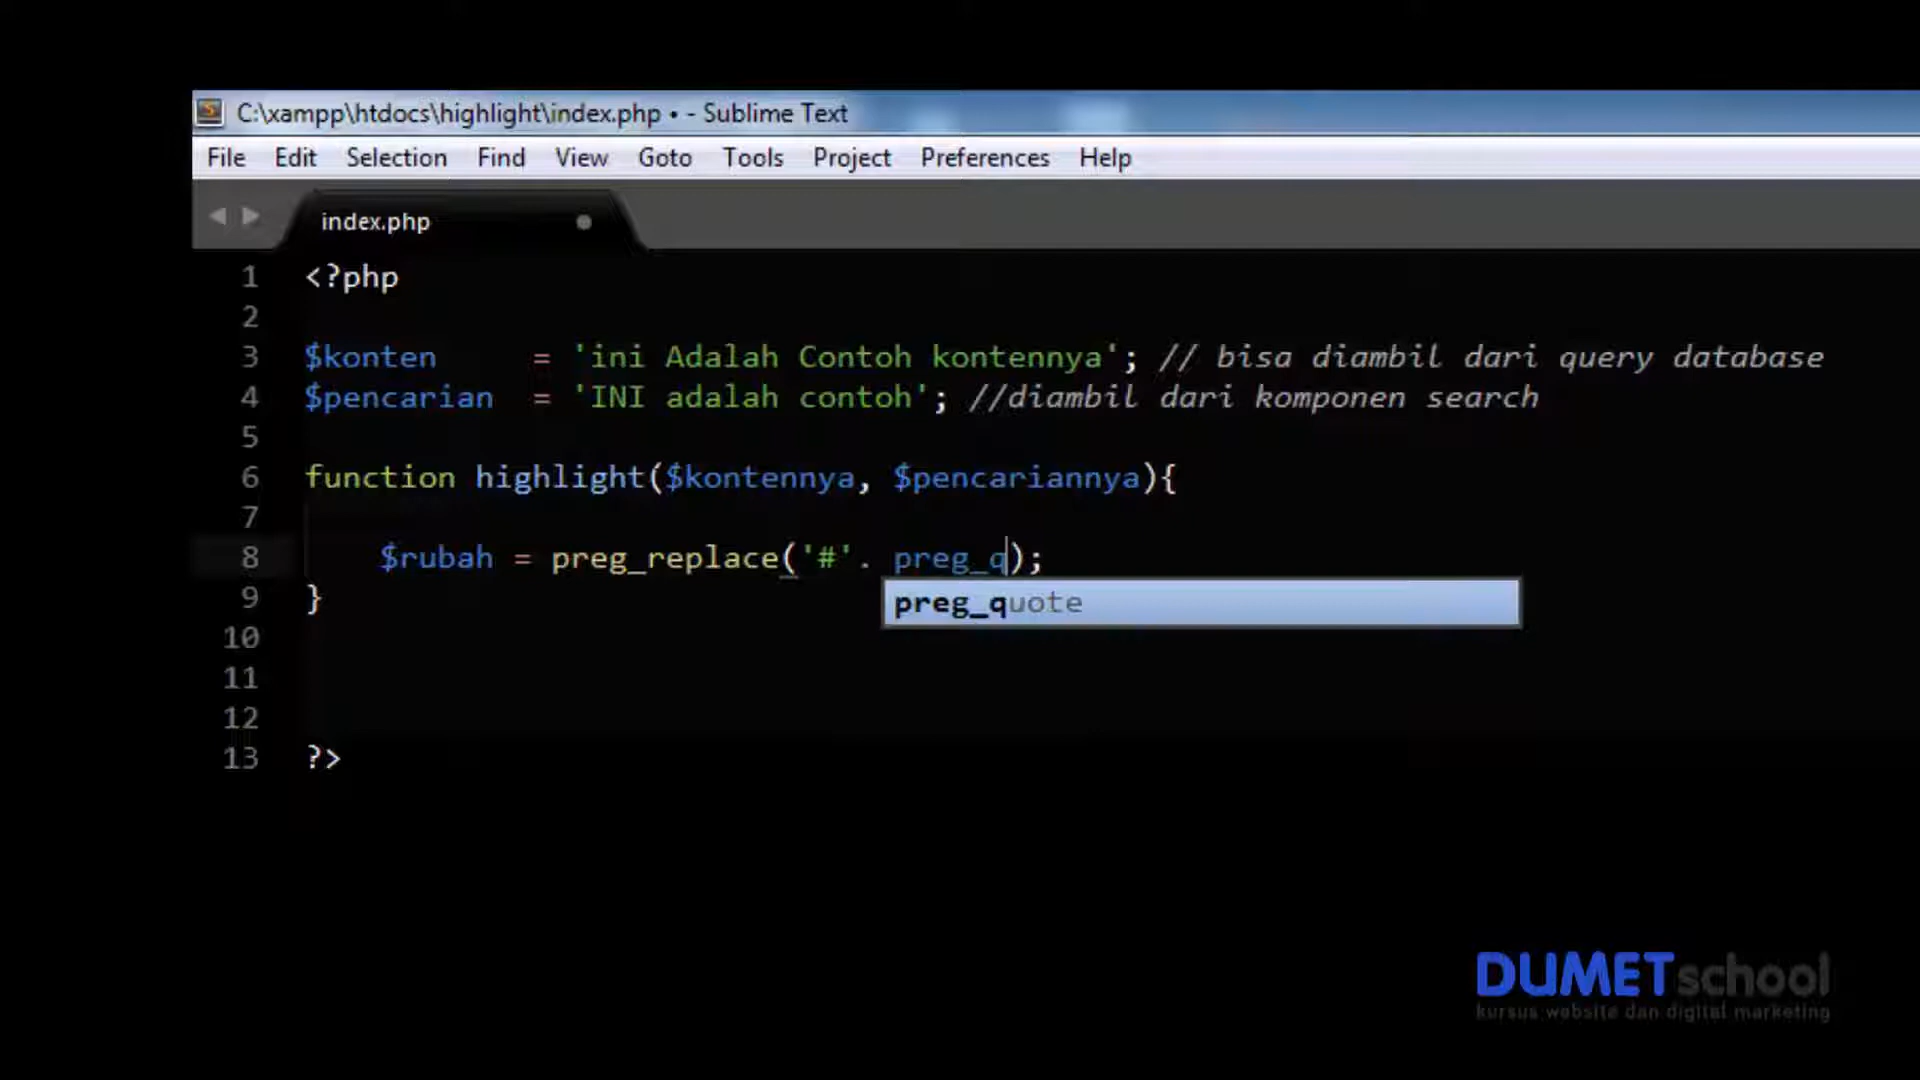 C:\xampp\htdocs\highlight\index.php • - Sublime Text
File Edit Selection Find View Goto Tools Project Preferences Help
index.php
1 <?php
2
3 $konten = 'ini Adalah Contoh kontennya'; // bisa diambil dari query database
4 $pencarian = 'INI adalah contoh'; //diambil dari komponen search
5
6 function highlight($kontennya, $pencariannya){
7
8 $rubah = preg_replace('#'. preg_q);
preg_quote
9 }
10
11
12
13 ?>
DUMETschool
kursus website dan digital marketing